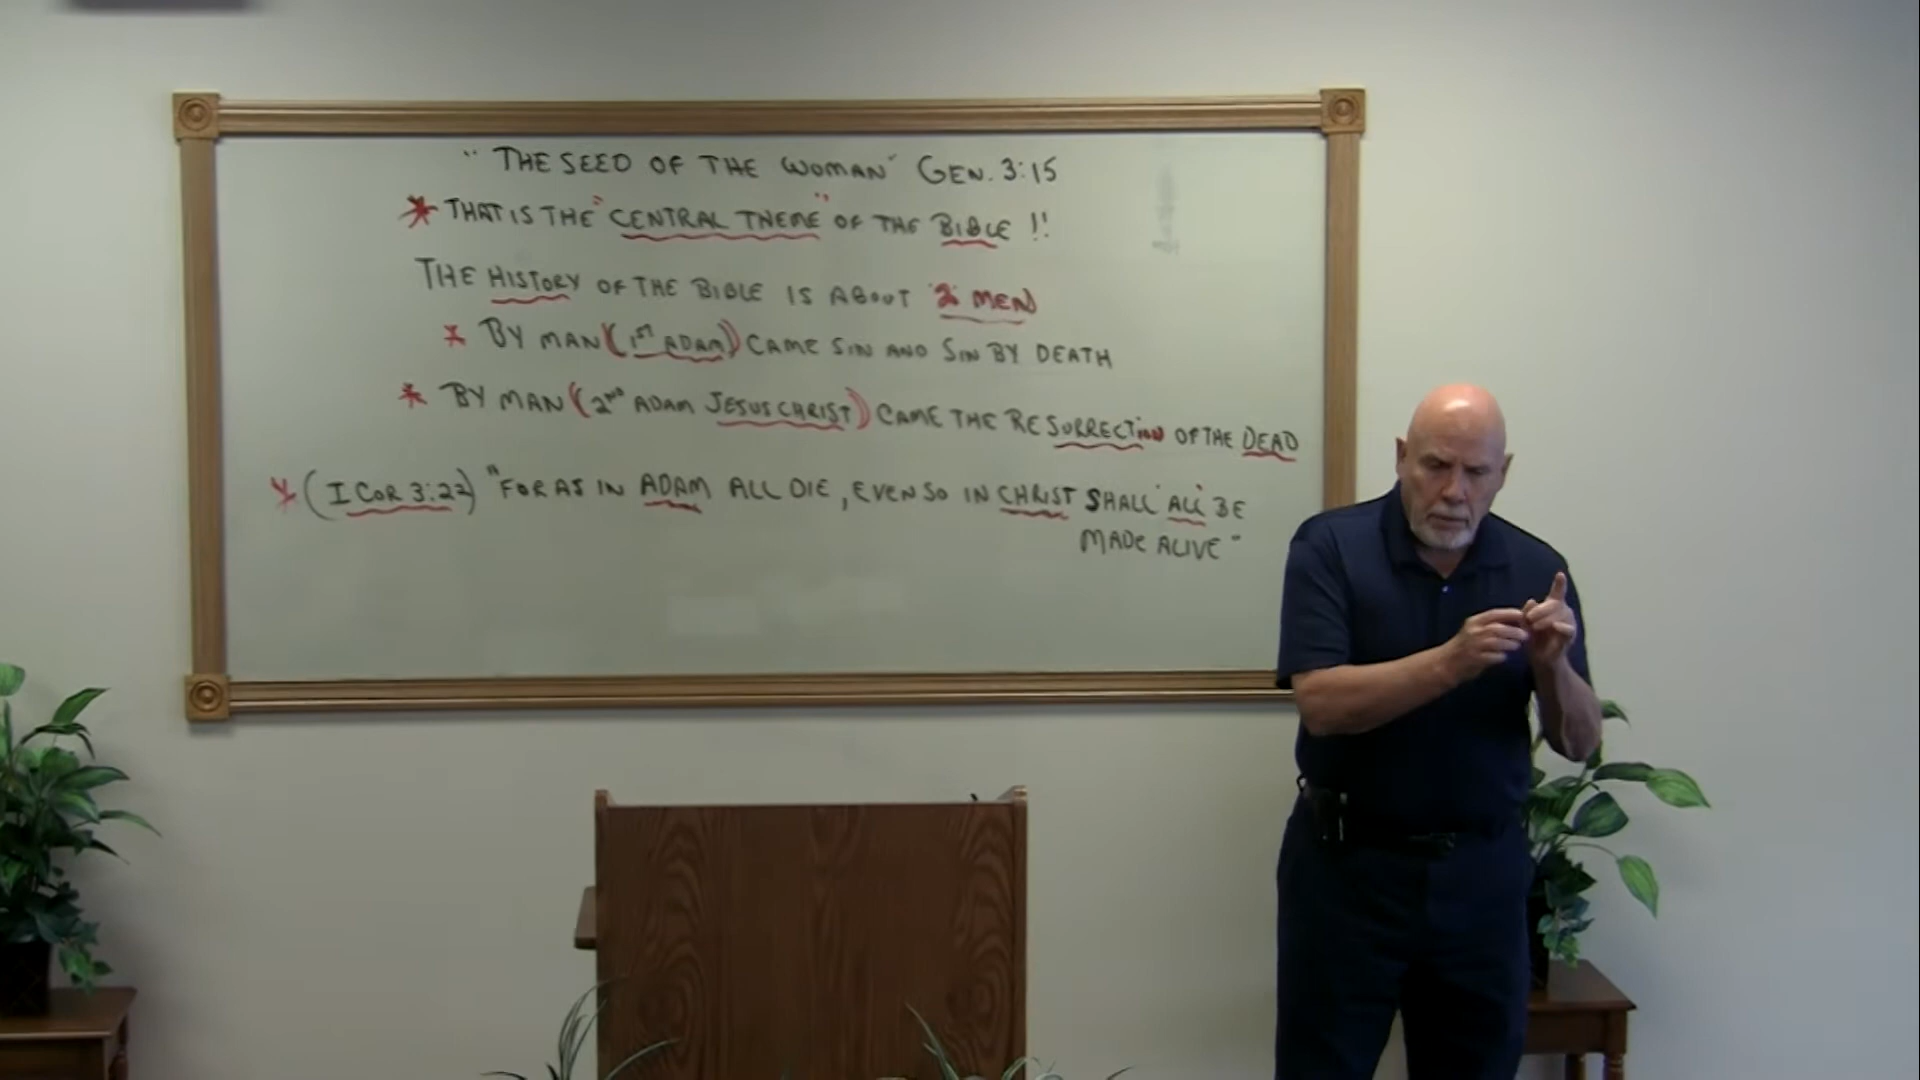 "THE SEED OF THE WOMAN" GEN. 3:15
* THAT IS THE "CENTRAL THEME" OF THE BIBLE !!
THE HISTORY OF THE BIBLE IS ABOUT "2" MEN
* BY MAN (1ST ADAM) CAME SIN AND SIN BY DEATH
* BY MAN (2ND ADAM JESUS CHRIST) CAME THE RESURRECTION OF THE DEAD
* (I COR 3:22) "FOR AS IN ADAM ALL DIE, EVEN SO IN CHRIST SHALL "ALL" BE
MADE ALIVE"